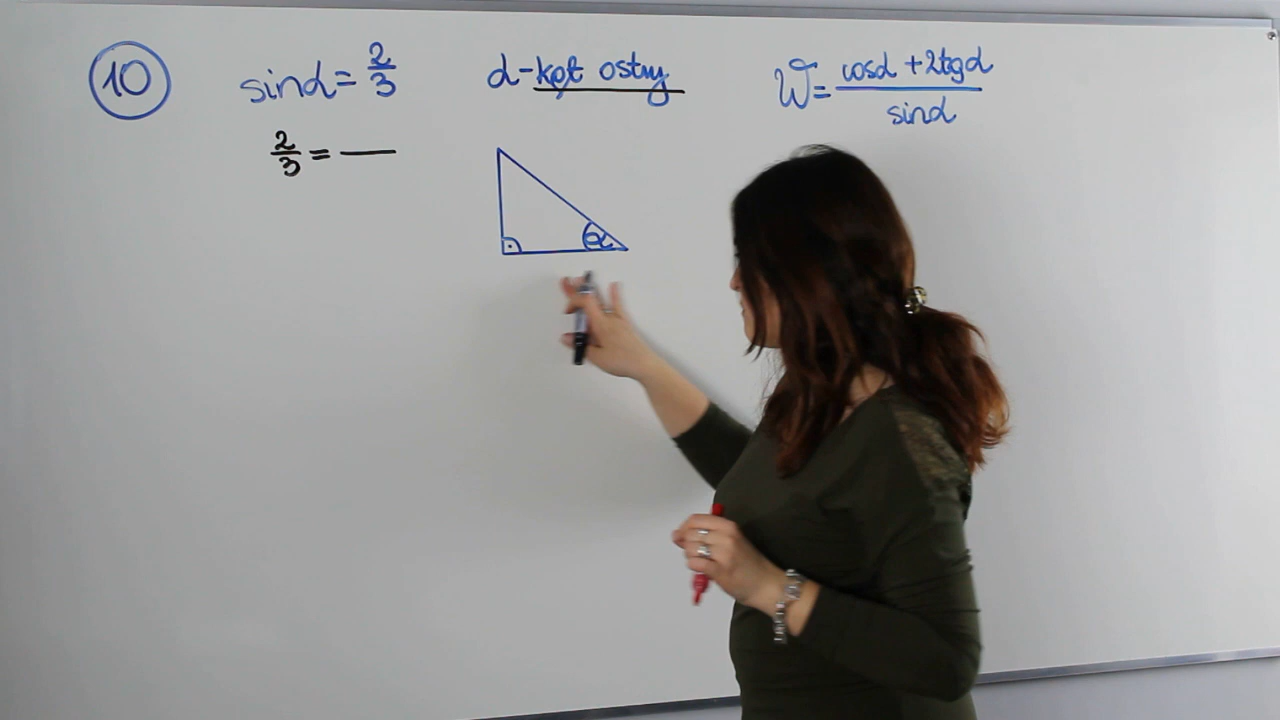 10 sinα = 2/3 α - kąt ostry W = (cosα + 2tgα)/sinα
2/3 = —
α